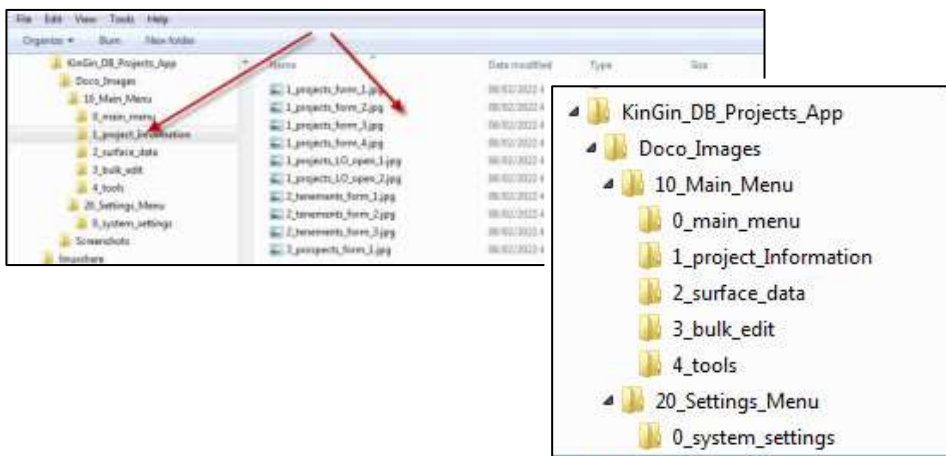 File Edit View Tools Help
Organize Burn New folder
KinGin_DB_Projects_App
Doco_Images
10_Main_Menu
0_main_menu
1_project_Information
2_surface_data
3_bulk_edit
4_tools
20_Settings_Menu
0_system_settings
Screenshots
Name Date modified Type Size
1_projects_form_1.jpg
1_projects_form_2.jpg
1_projects_form_3.jpg
1_projects_form_4.jpg
1_projects_LO_open_1.jpg
1_projects_LO_open_2.jpg
2_tenements_form_1.jpg
2_tenements_form_2.jpg
2_tenements_form_3.jpg
3_prospects_form_1.jpg
KinGin_DB_Projects_App
Doco_Images
10_Main_Menu
0_main_menu
1_project_Information
2_surface_data
3_bulk_edit
4_tools
20_Settings_Menu
0_system_settings